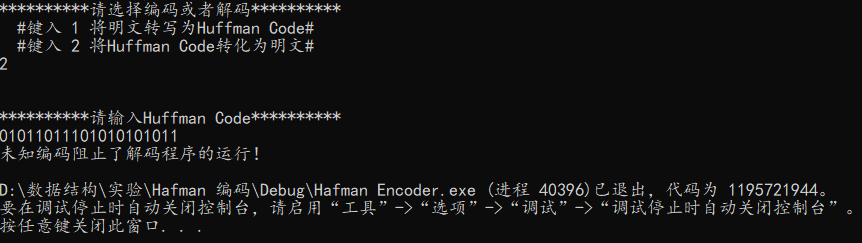 **********请选择编码或者解码**********
#键入 1 将明文转写为Huffman Code#
#键入 2 将Huffman Code转化为明文#
2
**********请输入Huffman Code**********
01011011101010101011
未知编码阻止了解码程序的运行！
D:\数据结构\实验\Hafman 编码\Debug\Hafman Encoder.exe (进程 40396)已退出，代码为 1195721944。
要在调试停止时自动关闭控制台，请启用“工具”->“选项”->“调试”->“调试停止时自动关闭控制台”。
按任意键关闭此窗口. . .